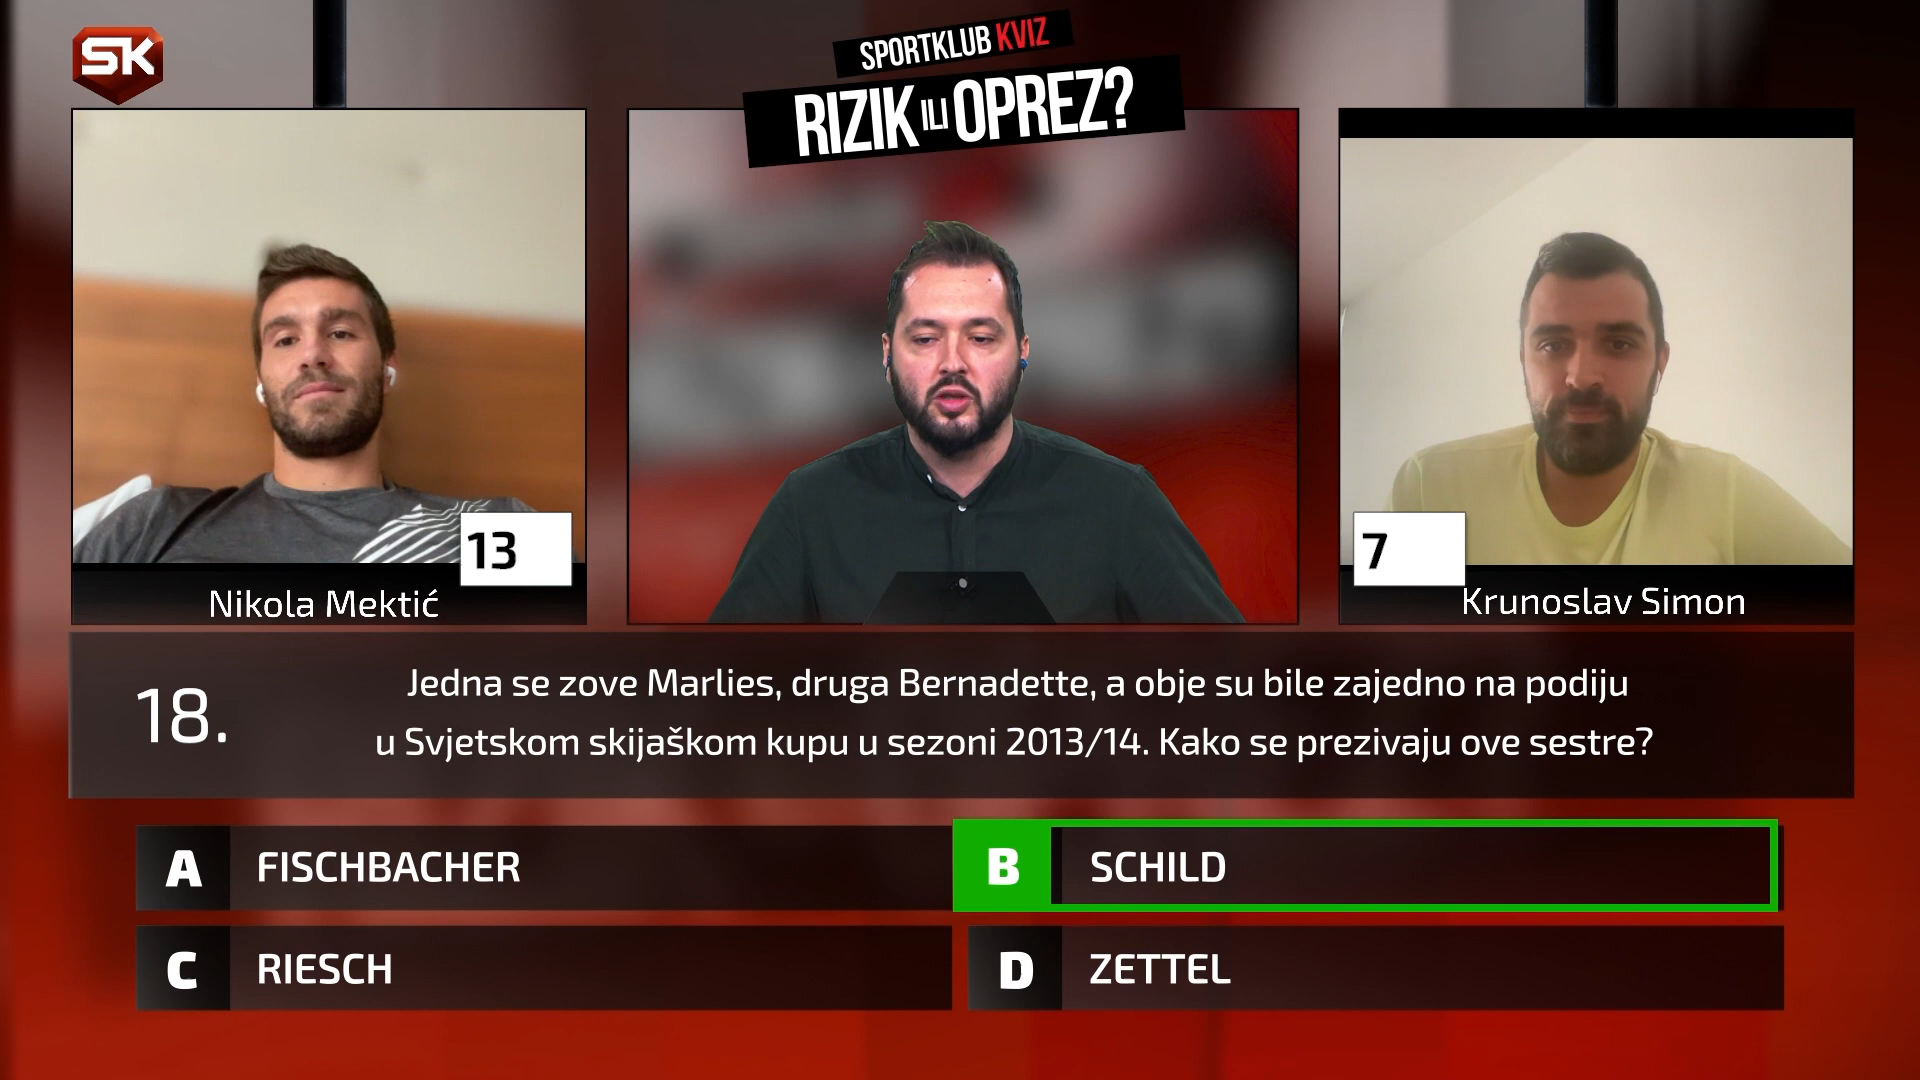 SK
SPORTKLUB KVIZ
RIZIK ILI OPREZ?
13
7
Nikola Mektić
Krunoslav Simon
18.
Jedna se zove Marlies, druga Bernadette, a obje su bile zajedno na podiju
u Svjetskom skijaškom kupu u sezoni 2013/14. Kako se prezivaju ove sestre?
A FISCHBACHER
B SCHILD
C RIESCH
D ZETTEL